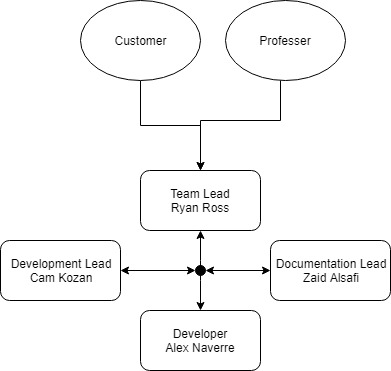 Customer
Professer
Team Lead
Ryan Ross
Development Lead
Cam Kozan
Documentation Lead
Zaid Alsafi
Developer
Alex Naverre